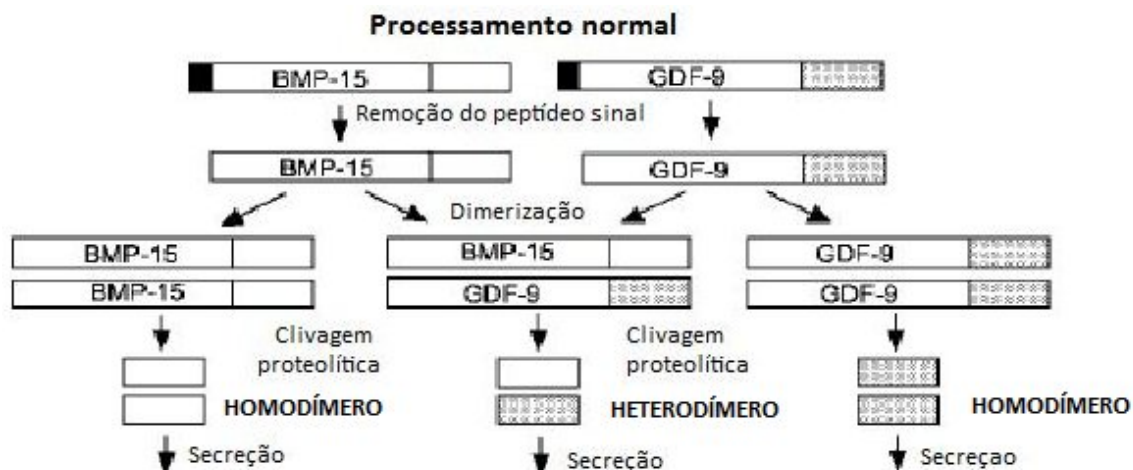 Processamento normal
BMP-15
GDF-9
Remoção do peptídeo sinal
BMP-15
GDF-9
Dimerização
BMP-15
BMP-15
GDF-9
BMP-15
GDF-9
GDF-9
Clivagem
proteolítica
Clivagem
proteolítica
HOMODÍMERO
HETERODÍMERO
HOMODÍMERO
Secreção
Secreção
Secreçao